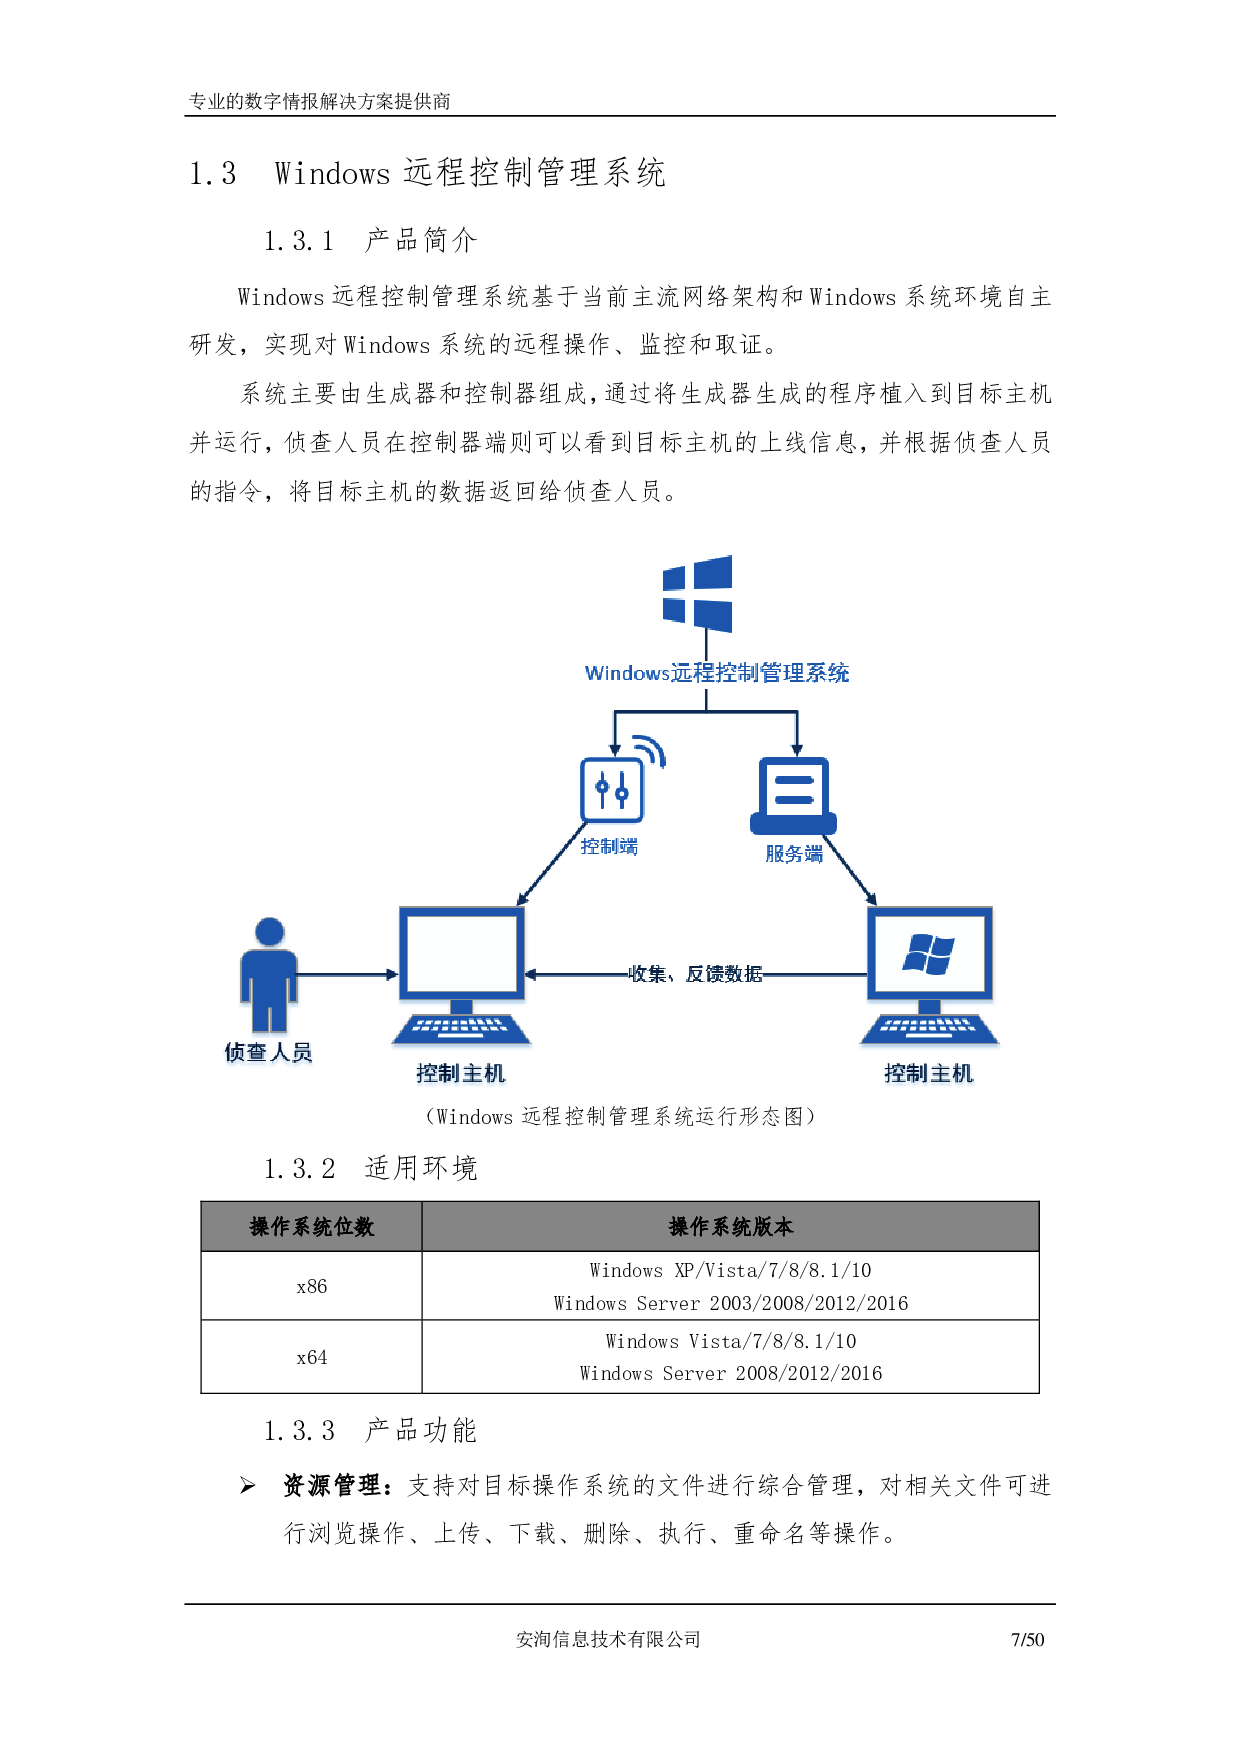 专业的数字情报解决方案提供商
1.3 Windows 远程控制管理系统
1.3.1 产品简介
Windows 远程控制管理系统基于当前主流网络架构和 Windows 系统环境自主
研发，实现对 Windows 系统的远程操作、监控和取证。
系统主要由生成器和控制器组成，通过将生成器生成的程序植入到目标主机
并运行，侦查人员在控制器端则可以看到目标主机的上线信息，并根据侦查人员
的指令，将目标主机的数据返回给侦查人员。
Windows远程控制管理系统
控制端
服务端
收集、反馈数据
侦查人员
控制主机
控制主机
（Windows 远程控制管理系统运行形态图）
1.3.2 适用环境
操作系统位数 操作系统版本
x86
Windows XP/Vista/7/8/8.1/10
Windows Server 2003/2008/2012/2016
x64
Windows Vista/7/8/8.1/10
Windows Server 2008/2012/2016
1.3.3 产品功能
➢ 资源管理：支持对目标操作系统的文件进行综合管理，对相关文件可进
行浏览操作、上传、下载、删除、执行、重命名等操作。
安洵信息技术有限公司 7/50